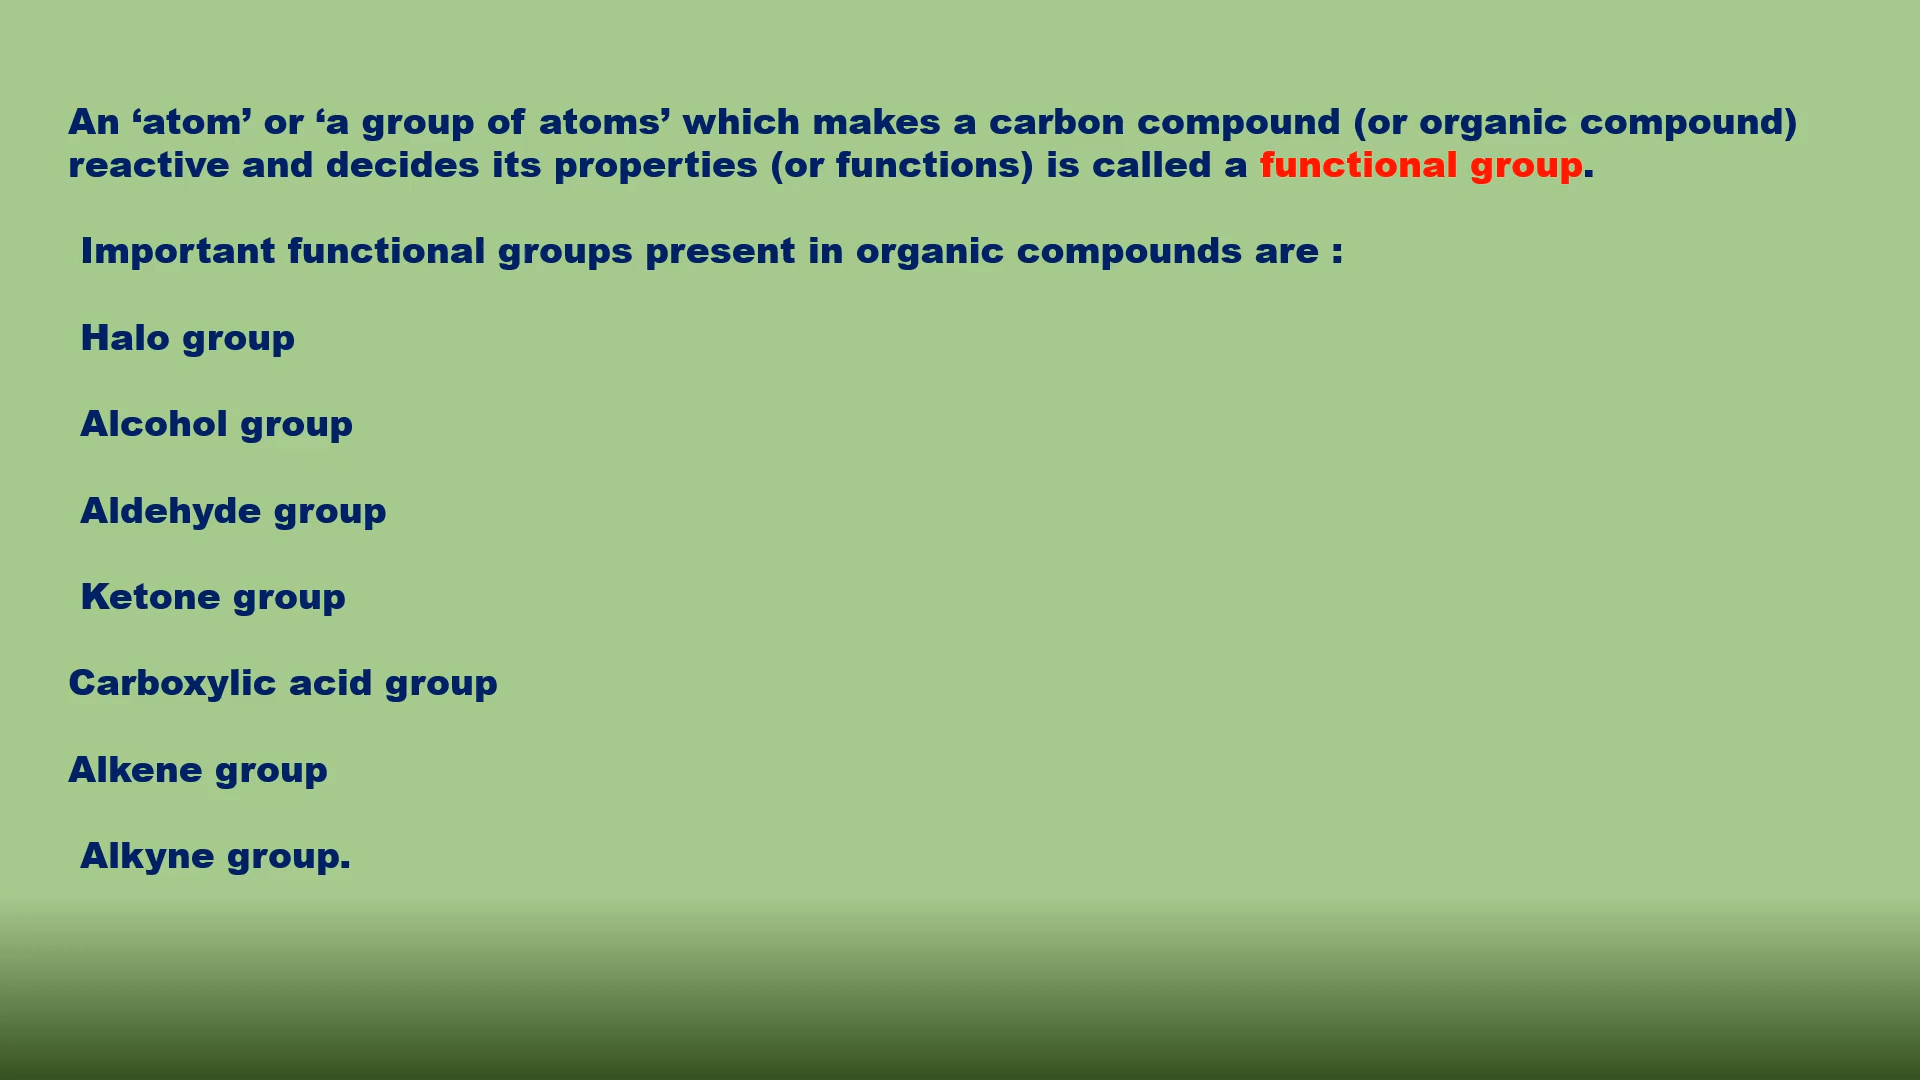 An ‘atom’ or ‘a group of atoms’ which makes a carbon compound (or organic compound)
reactive and decides its properties (or functions) is called a functional group.
Important functional groups present in organic compounds are :
Halo group
Alcohol group
Aldehyde group
Ketone group
Carboxylic acid group
Alkene group
Alkyne group.